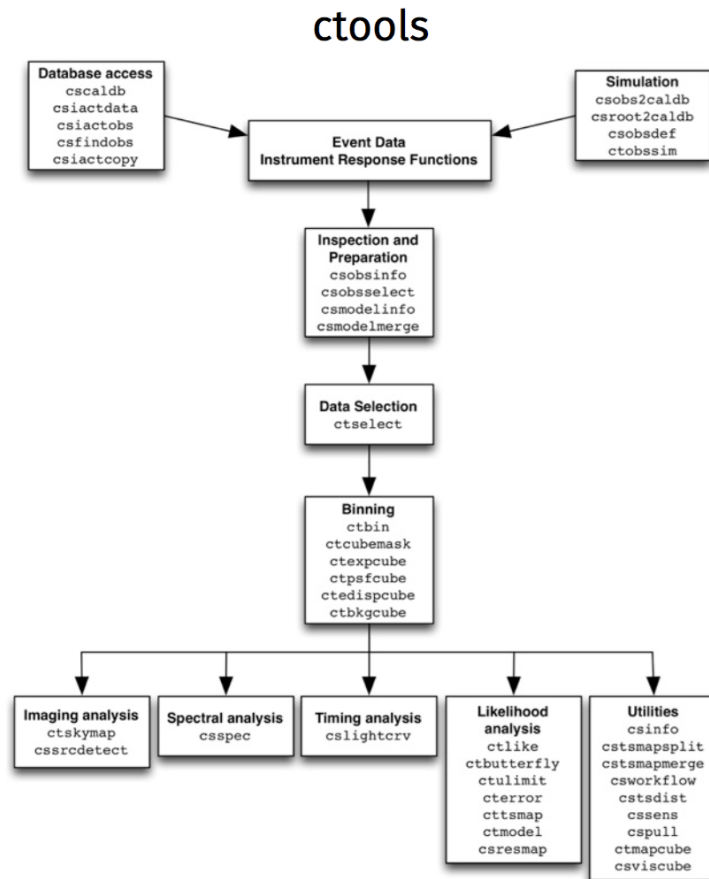 ctools
Database access
cscaldb
csiactdata
csiactobs
csfindobs
csiactcopy
Simulation
csobs2caldb
csroot2caldb
csobsdef
ctobssim
Event Data
Instrument Response Functions
Inspection and
Preparation
csobsinfo
csobsselect
csmodelinfo
csmodelmerge
Data Selection
ctselect
Binning
ctbin
ctcubemask
ctexpcube
ctpsfcube
ctedispcube
ctbkgcube
Imaging analysis
ctskymap
cssrcdetect
Spectral analysis
csspec
Timing analysis
cslightcrv
Likelihood
analysis
ctlike
ctbutterfly
ctulimit
cterror
cttsmap
ctmodel
csresmap
Utilities
csinfo
cstsmapsplit
cstsmapmerge
csworkflow
cstsdist
cssens
cspull
ctmapcube
csviscube